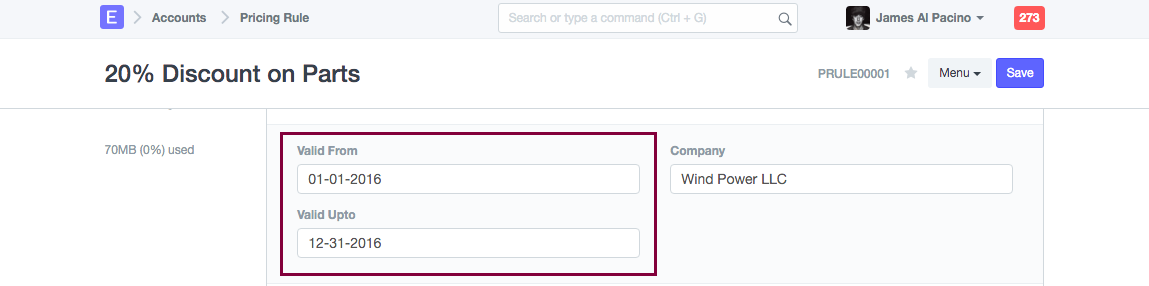 E Accounts Pricing Rule Search or type a command (Ctrl + G) James Al Pacino 273
20% Discount on Parts PRULE00001 Menu Save
70MB (0%) used
Valid From Company
01-01-2016 Wind Power LLC
Valid Upto
12-31-2016